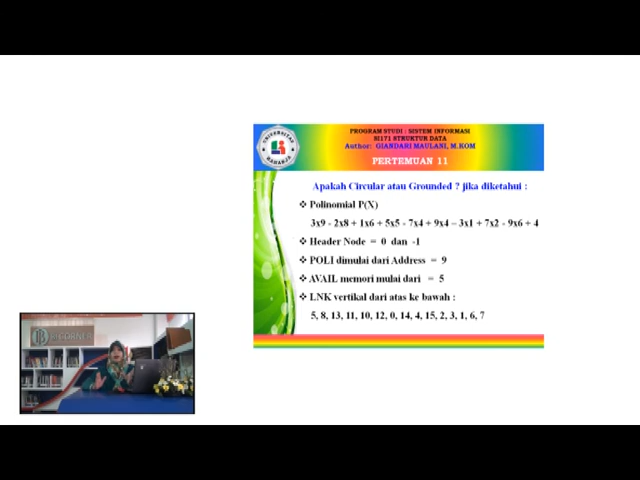 UNIVERSITAS
RAHARJA
PROGRAM STUDI : SISTEM INFORMASI
SI171 STRUKTUR DATA
Author: GIANDARI MAULANI, M.KOM
PERTEMUAN 11
Apakah Circular atau Grounded ? jika diketahui :
❖ Polinomial P(X)
3x9 - 2x8 + 1x6 + 5x5 - 7x4 + 9x4 – 3x1 + 7x2 - 9x6 + 4
❖ Header Node = 0 dan -1
❖ POLI dimulai dari Address = 9
❖ AVAIL memori mulai dari = 5
❖ LNK vertikal dari atas ke bawah :
5, 8, 13, 11, 10, 12, 0, 14, 4, 15, 2, 3, 1, 6, 7
CORNER